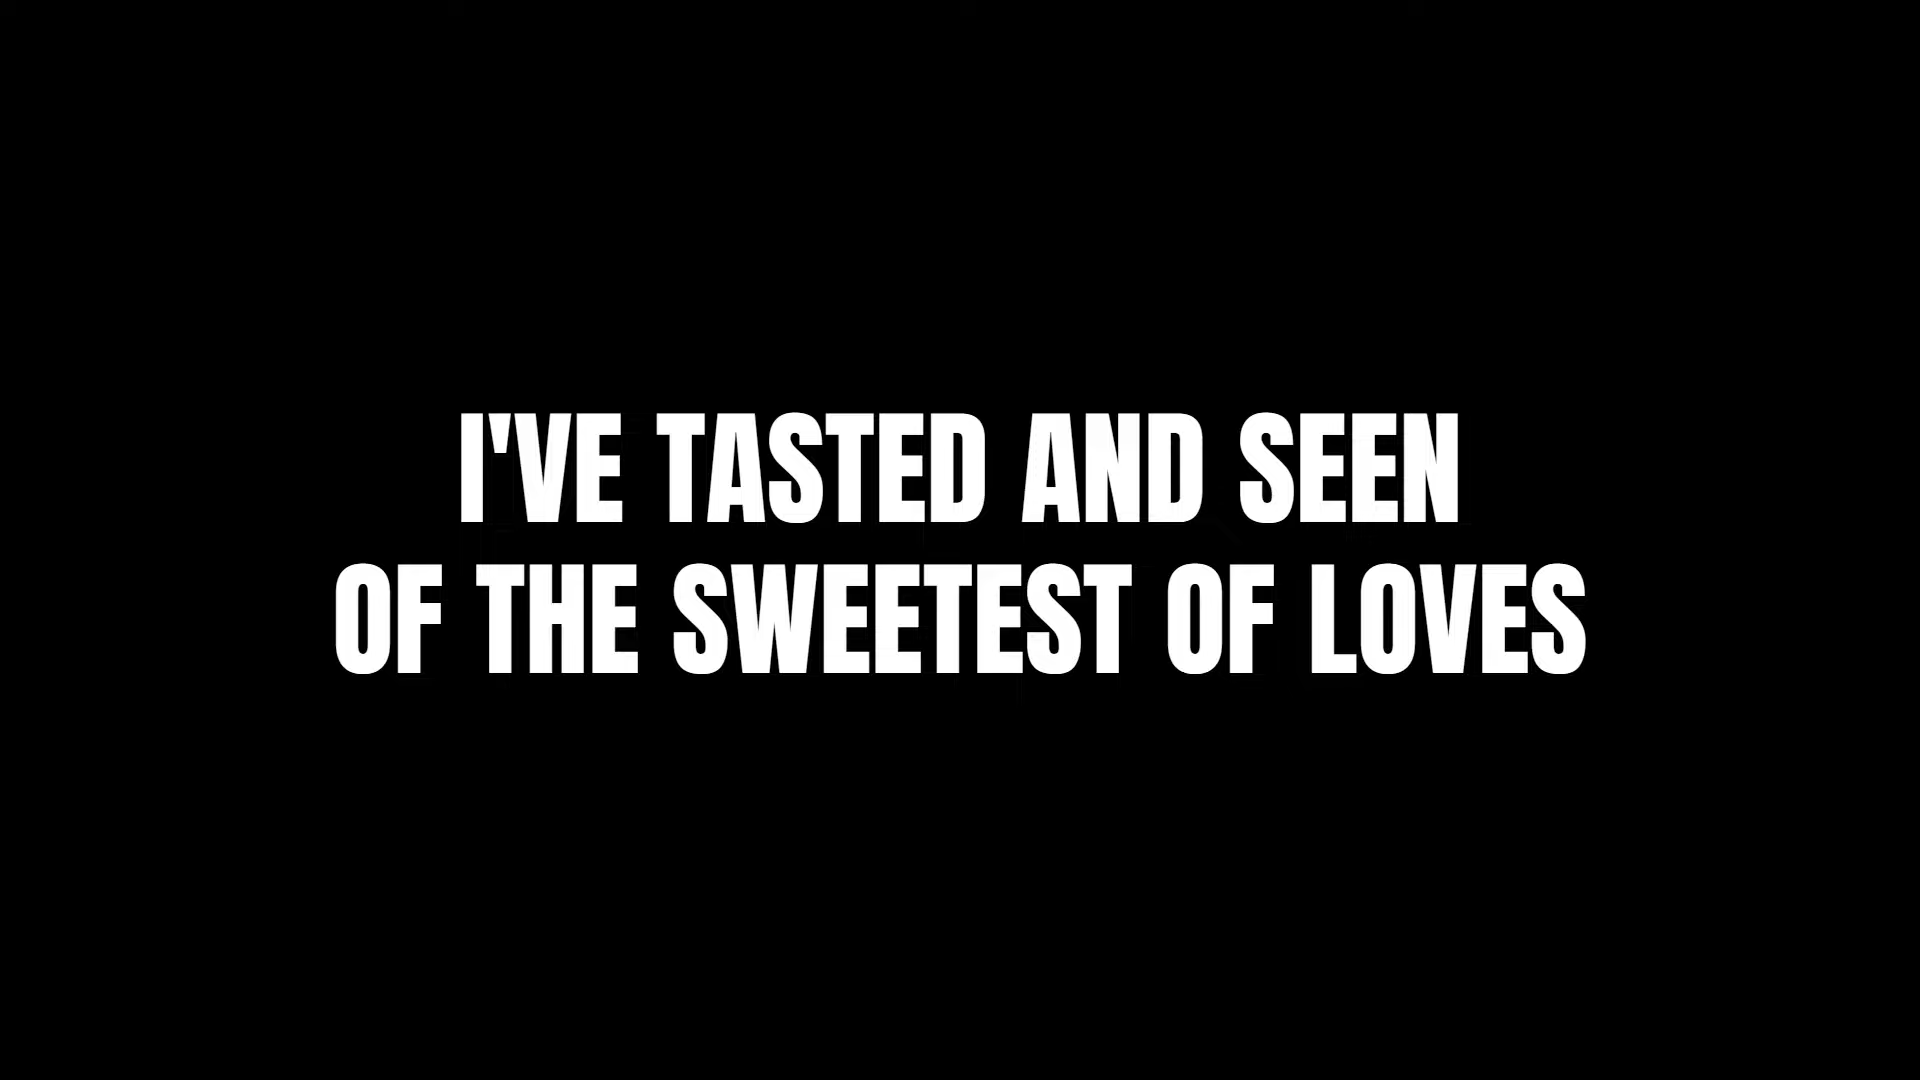 I'VE TASTED AND SEEN
OF THE SWEETEST OF LOVES